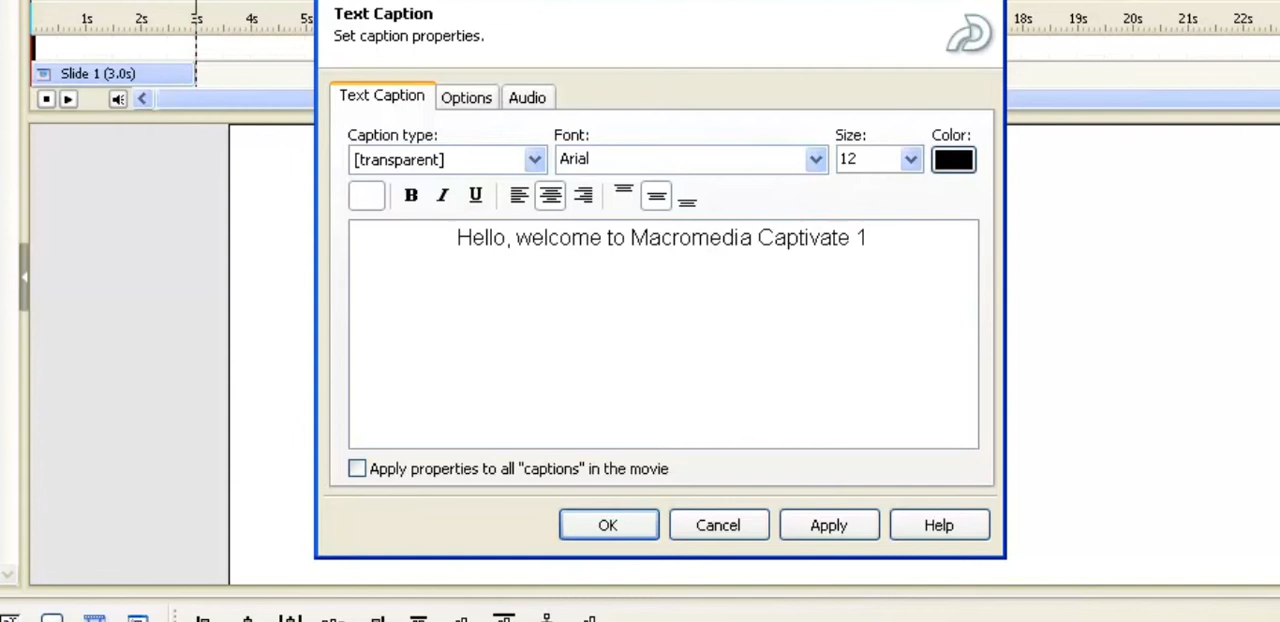 1s 2s 3s 4s 5s 18s 19s 20s 21s 22s
Slide 1 (3.0s)
Text Caption
Set caption properties.
Text Caption Options Audio
Caption type: Font: Size: Color:
[transparent] Arial 12
B I U
Hello, welcome to Macromedia Captivate 1
Apply properties to all "captions" in the movie
OK Cancel Apply Help